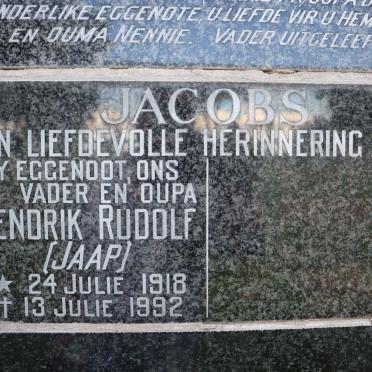 NDERLIKE EGGENOTE, U LIEFDE VIR U HEM
EN OUMA NENNIE. VADER UITGELEEF
JACOBS
N LIEFDEVOLLE HERINNERING
Y EGGENOOT, ONS
VADER EN OUPA
ENDRIK RUDOLF
(JAAP)
* 24 JULIE 1918
† 13 JULIE 1992